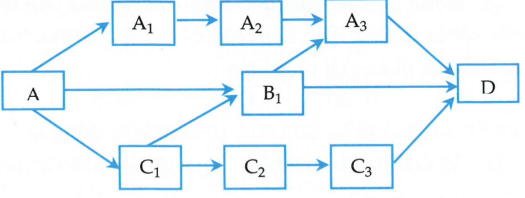 A₁ A₂ A₃
A B₁ D
C₁ C₂ C₃